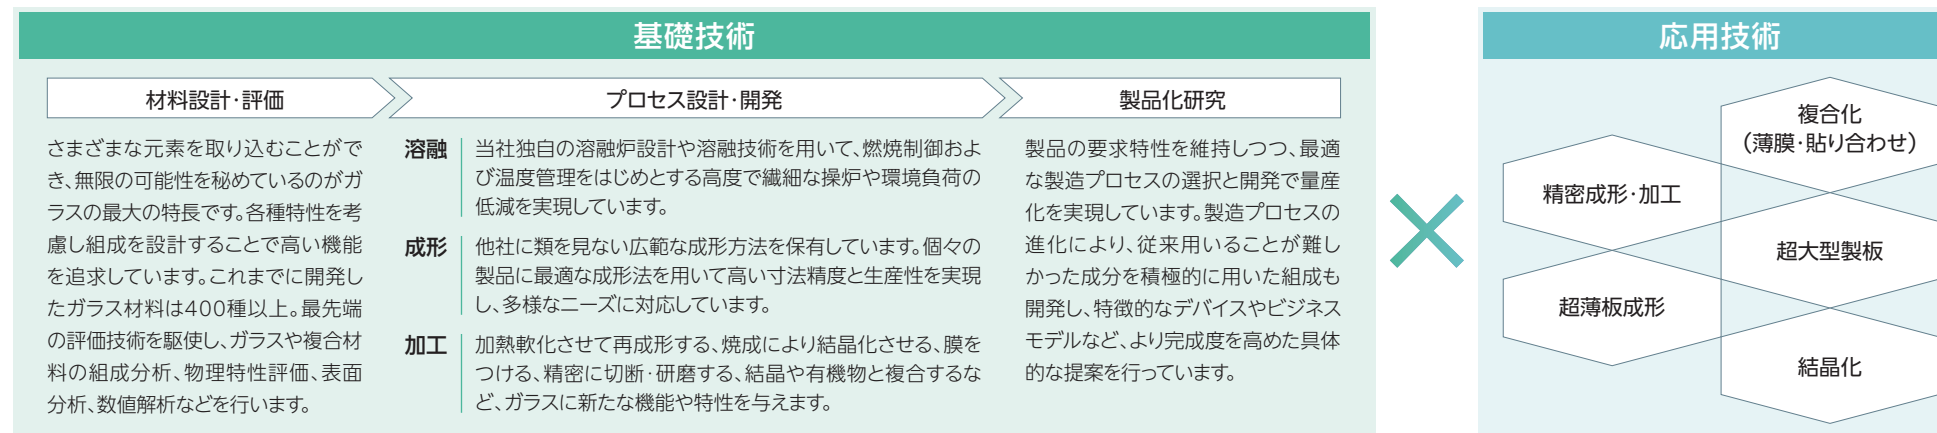 基礎技術
材料設計・評価
さまざまな元素を取り込むことがで
き、無限の可能性を秘めているのがガ
ラスの最大の特長です。各種特性を考
慮し組成を設計することで高い機能
を追求しています。これまでに開発し
たガラス材料は400種以上。最先端
の評価技術を駆使し、ガラスや複合材
料の組成分析、物理特性評価、表面
分析、数値解析などを行います。
プロセス設計・開発
溶融
当社独自の溶融炉設計や溶融技術を用いて、燃焼制御およ
び温度管理をはじめとする高度で繊細な操炉や環境負荷の
低減を実現しています。
成形
他社に類を見ない広範な成形方法を保有しています。個々の
製品に最適な成形法を用いて高い寸法精度と生産性を実現
し、多様なニーズに対応しています。
加工
加熱軟化させて再成形する、焼成により結晶化させる、膜を
つける、精密に切断・研磨する、結晶や有機物と複合するな
ど、ガラスに新たな機能や特性を与えます。
製品化研究
製品の要求特性を維持しつつ、最適
な製造プロセスの選択と開発で量産
化を実現しています。製造プロセスの
進化により、従来用いることが難し
かった成分を積極的に用いた組成も
開発し、特徴的なデバイスやビジネス
モデルなど、より完成度を高めた具体
的な提案を行っています。
応用技術
複合化
（薄膜・貼り合わせ）
精密成形・加工
超大型製板
超薄板成形
結晶化